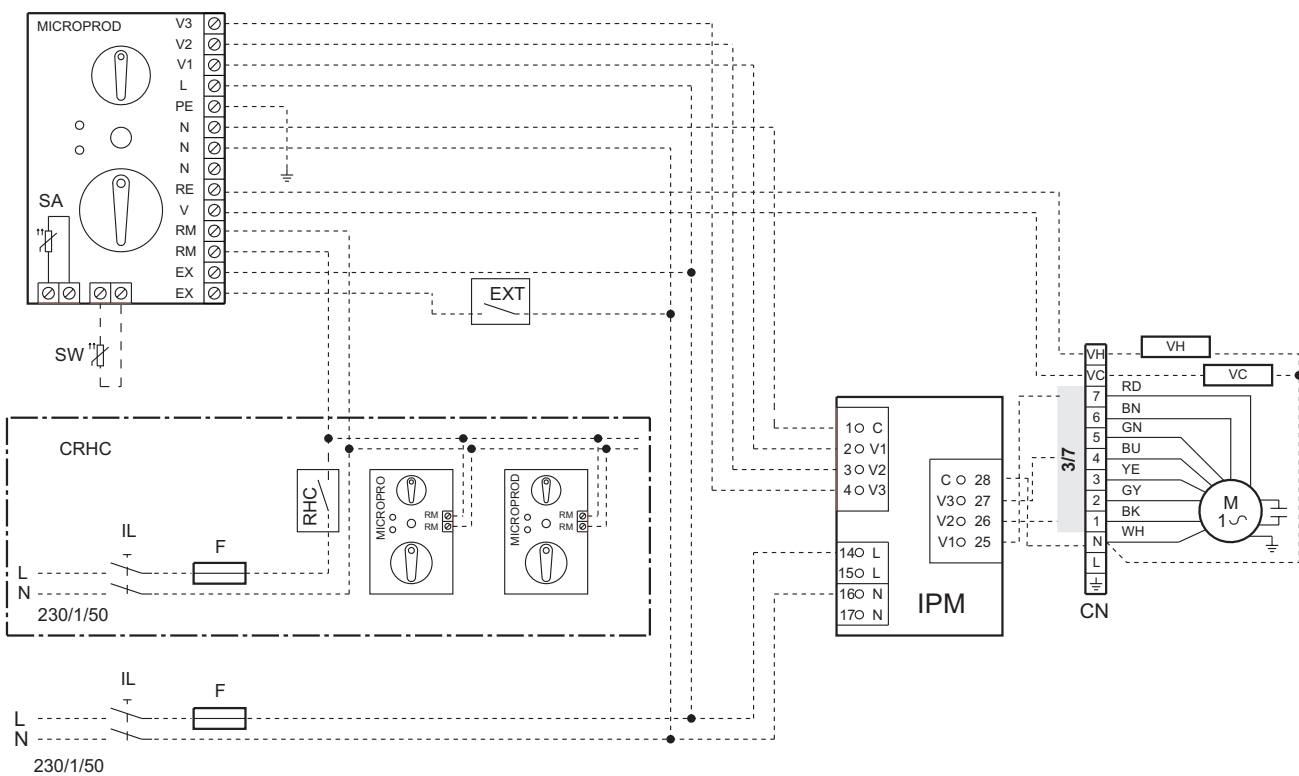 MICROPROD
V3
V2
V1
L
PE
N
N
N
RE
V
RM
RM
EX
EX
SA
SW
EXT
CRHC
RHC
MICROPRO
RM
RM
MICROPROD
RM
RM
IL
F
L
N
230/1/50
IL
F
L
N
230/1/50
1 C
2 V1
3 V2
4 V3
14 L
15 L
16 N
17 N
C 28
V3 27
V2 26
V1 25
IPM
3/7
VH
VC
7
6
5
4
3
2
1
N
L
CN
VH
VC
RD
BN
GN
BU
YE
GY
BK
WH
M
1